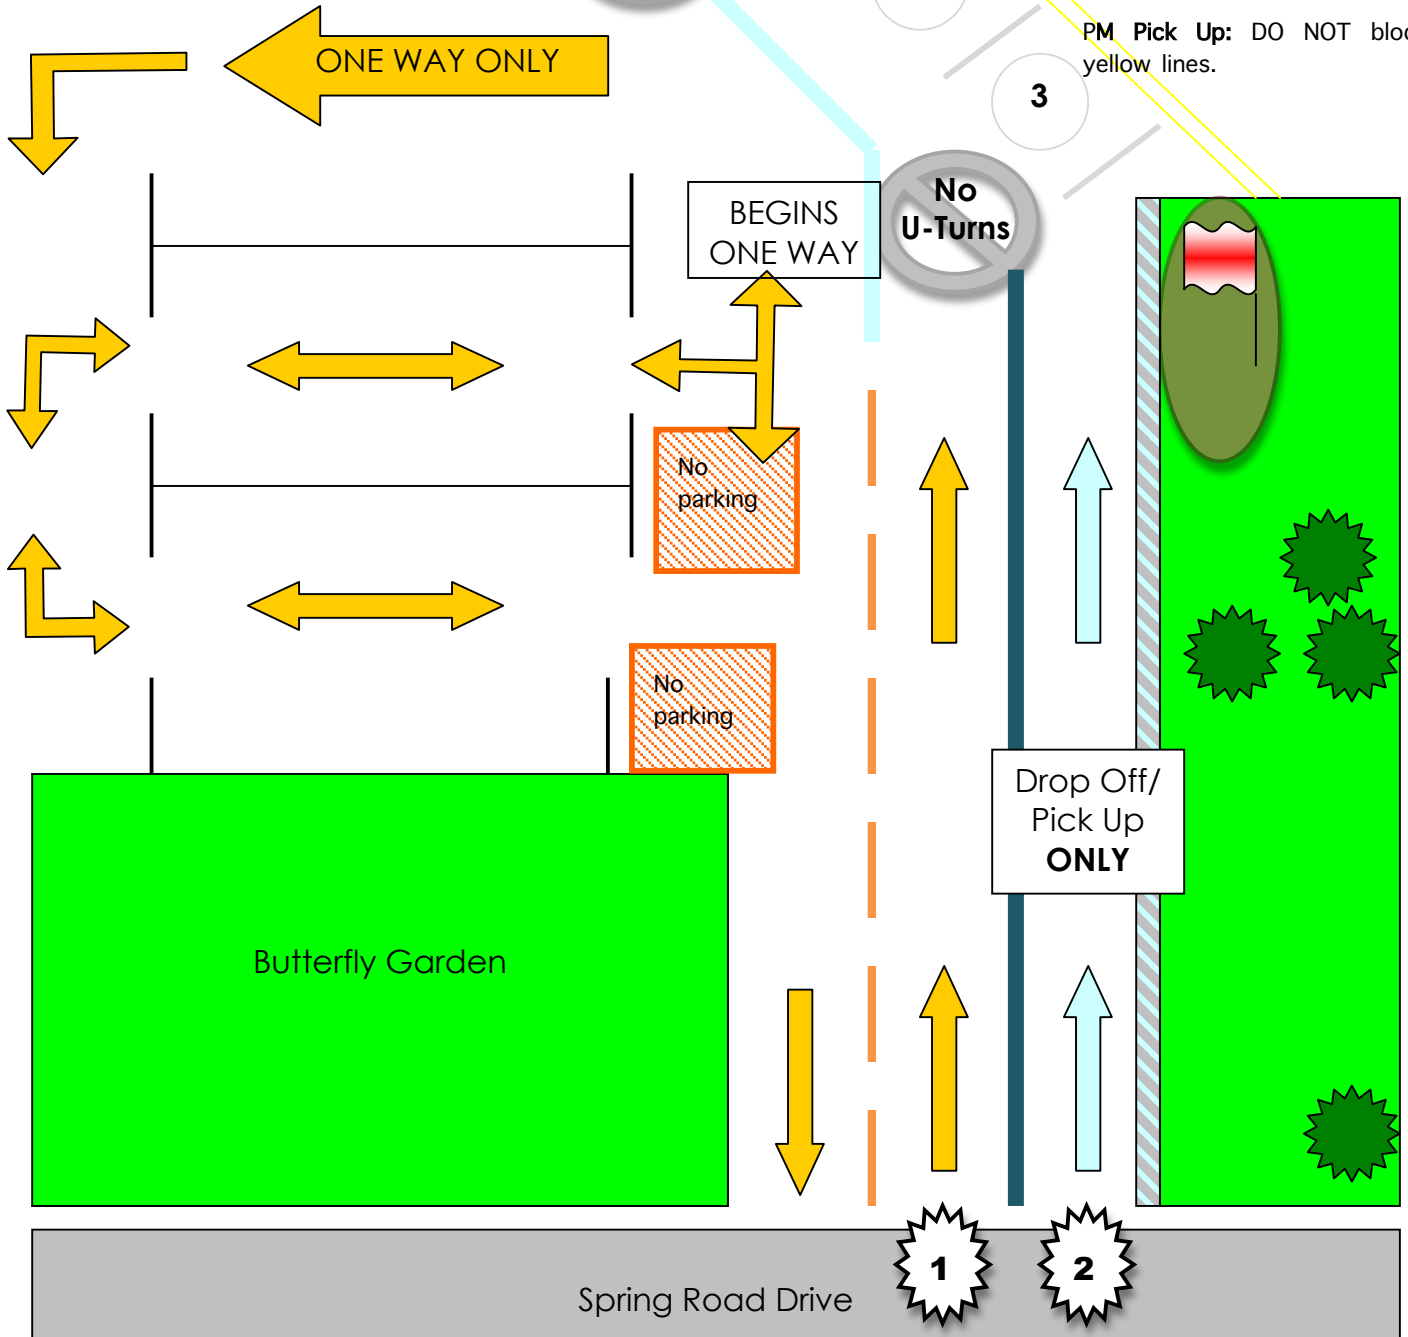 PM Pick Up: DO NOT
yellow lines.
ONE WAY ONLY
3
No
U-Turns
BEGINS
ONE WAY
No
parking
No
parking
Drop Off/
Pick Up
ONLY
Butterfly Garden
1
2
Spring Road Drive